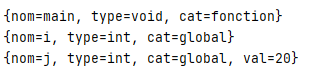 {nom=main, type=void, cat=fonction}
{nom=i, type=int, cat=global}
{nom=j, type=int, cat=global, val=20}